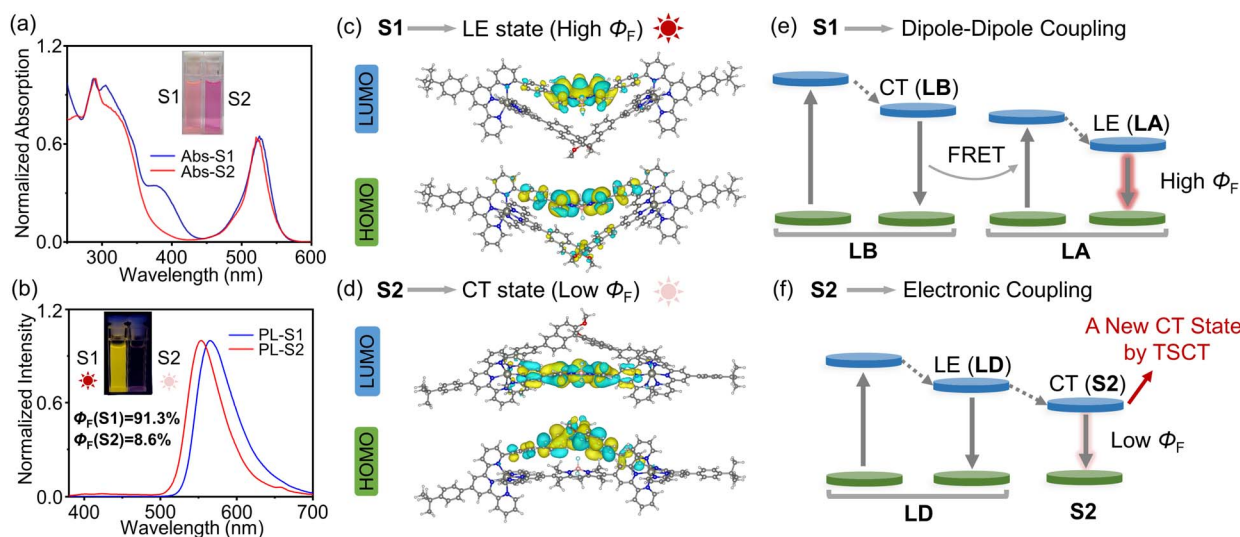 (a)
Normalized Absorption
1.2
0.6
0.0
S1
S2
Abs-S1
Abs-S2
300
400
500
600
Wavelength (nm)
(b)
Normalized Intensity
1.2
0.6
0.0
S1
S2
PL-S1
PL-S2
ΦF(S1)=91.3%
ΦF(S2)=8.6%
400
500
600
700
Wavelength (nm)
(c) S1 LE state (High ΦF)
LUMO
HOMO
(d) S2 CT state (Low ΦF)
LUMO
HOMO
(e) S1 Dipole-Dipole Coupling
CT (LB)
LE (LA)
FRET
High ΦF
LB
LA
(f) S2 Electronic Coupling
A New CT State
by TSCT
LE (LD)
CT (S2)
Low ΦF
LD
S2